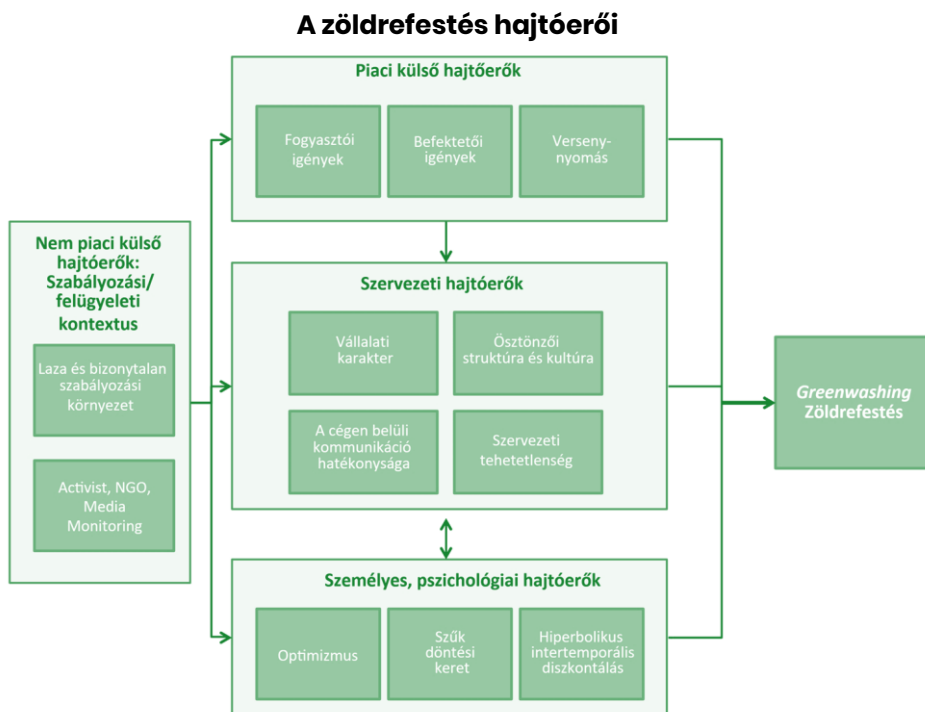 A zöldrefestés hajtóerői
Piaci külső hajtőerők
Fogyasztói
igények
Befektetői
igények
Verseny-
nyomás
Nem piaci külső
hajtóerők:
Szabályozási/
felügyeleti
kontextus
Laza és bizonytalan
szabályozási
környezet
Activist, NGO,
Media
Monitoring
Szervezeti hajtóerők
Vállalati
karakter
Ösztönzői
struktúra és kultúra
A cégen belüli
kommunikáció
hatékonysága
Szervezeti
tehetetlenség
Személyes, pszichológiai hajtóerők
Optimizmus
Szűk
döntési
keret
Hiperbolikus
intertemporális
diszkontálás
Greenwashing
Zöldrefestés